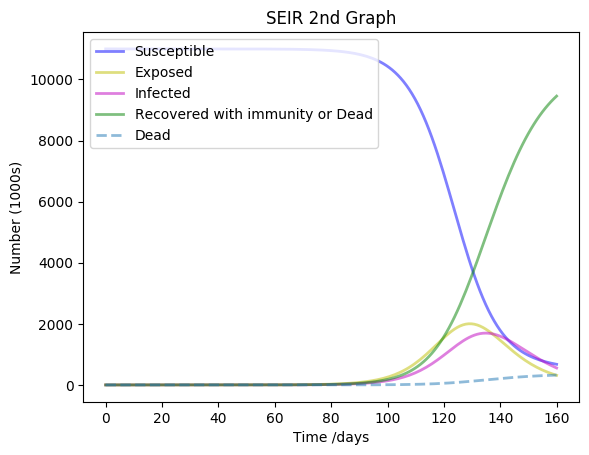 SEIR 2nd Graph
Susceptible
Exposed
Infected
Recovered with immunity or Dead
Dead
Number (1000s)
10000
8000
6000
4000
2000
0
0 20 40 60 80 100 120 140 160
Time /days